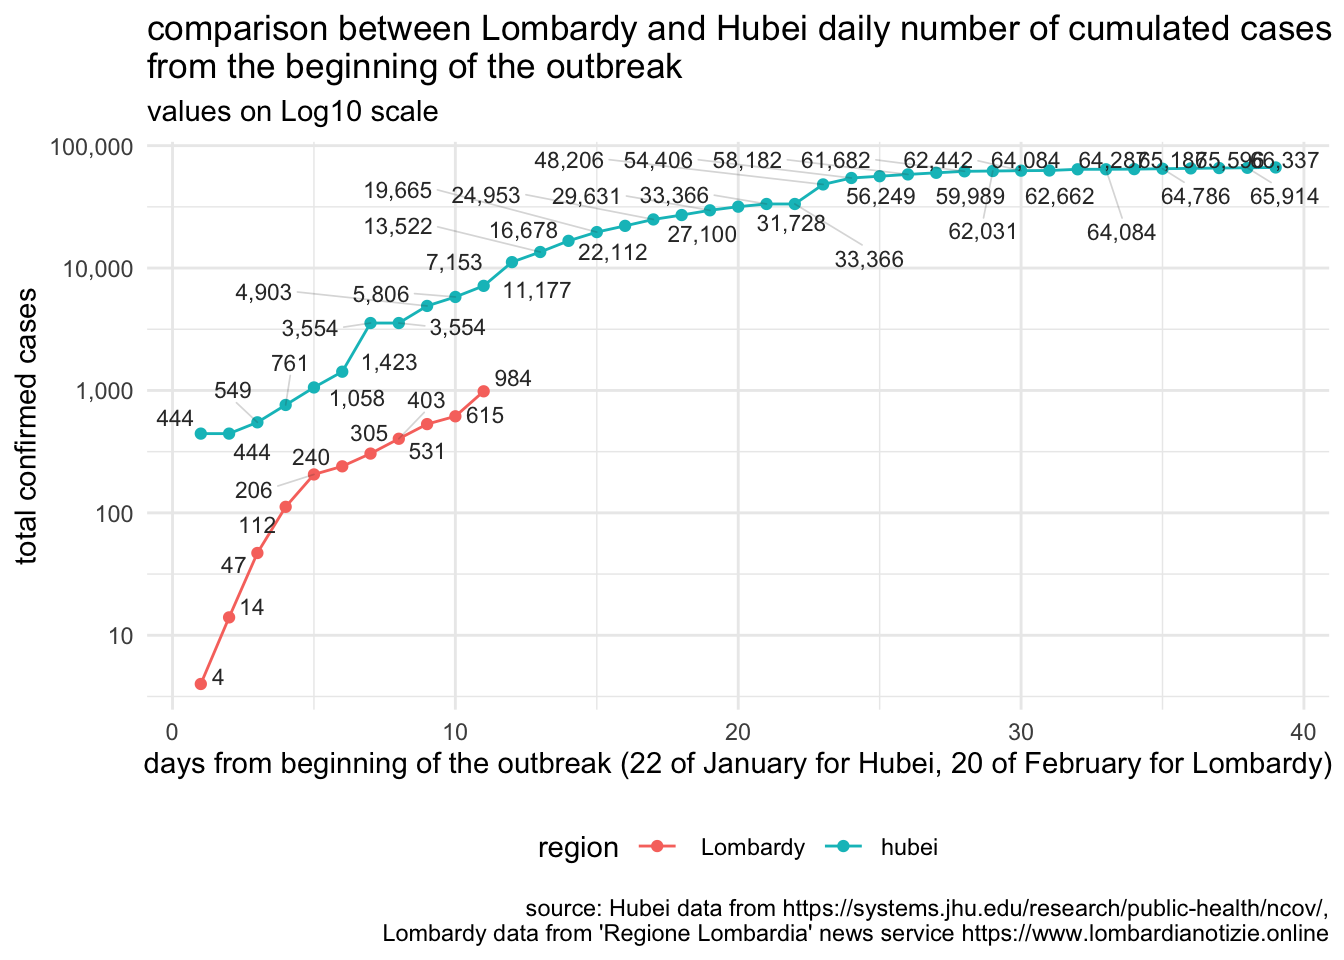 comparison between Lombardy and Hubei daily number of cumulated cases
from the beginning of the outbreak
values on Log10 scale
total confirmed cases
100,000
10,000
1,000
100
10
48,206 54,406 58,182 61,682 62,442 64,084 64,287 65,187 65,596 66,337
19,665 24,953 29,631 33,366 56,249 59,989 62,662 64,786 65,914
13,522 16,678 27,100 31,728 62,031 64,084
7,153 22,112 33,366
4,903 5,806 11,177
3,554 3,554
761 1,423
549 1,058 403 984
444 305 615
444 240 531
206
112
47
14
4
0 10 20 30 40
days from beginning of the outbreak (22 of January for Hubei, 20 of February for Lombardy)
region Lombardy hubei
source: Hubei data from https://systems.jhu.edu/research/public-health/ncov/,
Lombardy data from 'Regione Lombardia' news service https://www.lombardianotizie.online